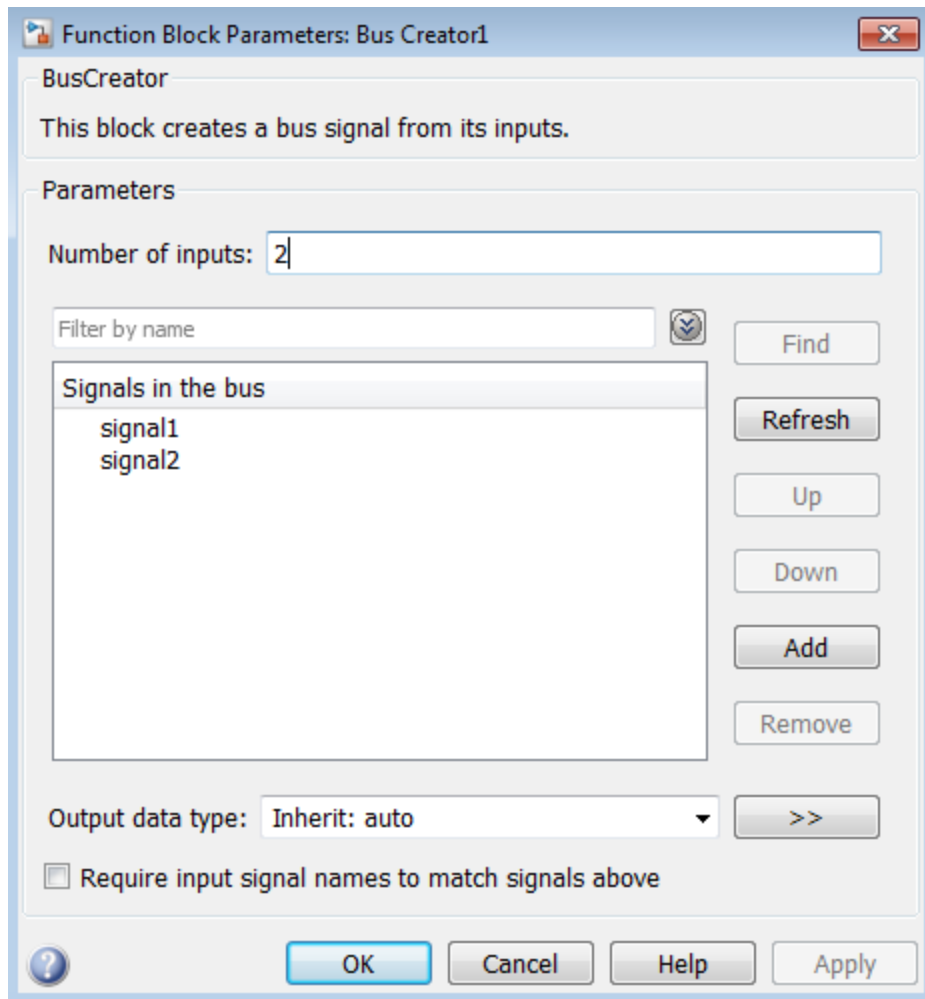 Function Block Parameters: Bus Creator1
BusCreator
This block creates a bus signal from its inputs.
Parameters
Number of inputs: 2
Filter by name
Find
Signals in the bus
signal1
signal2
Refresh
Up
Down
Add
Remove
Output data type: Inherit: auto >>
Require input signal names to match signals above
? OK Cancel Help Apply